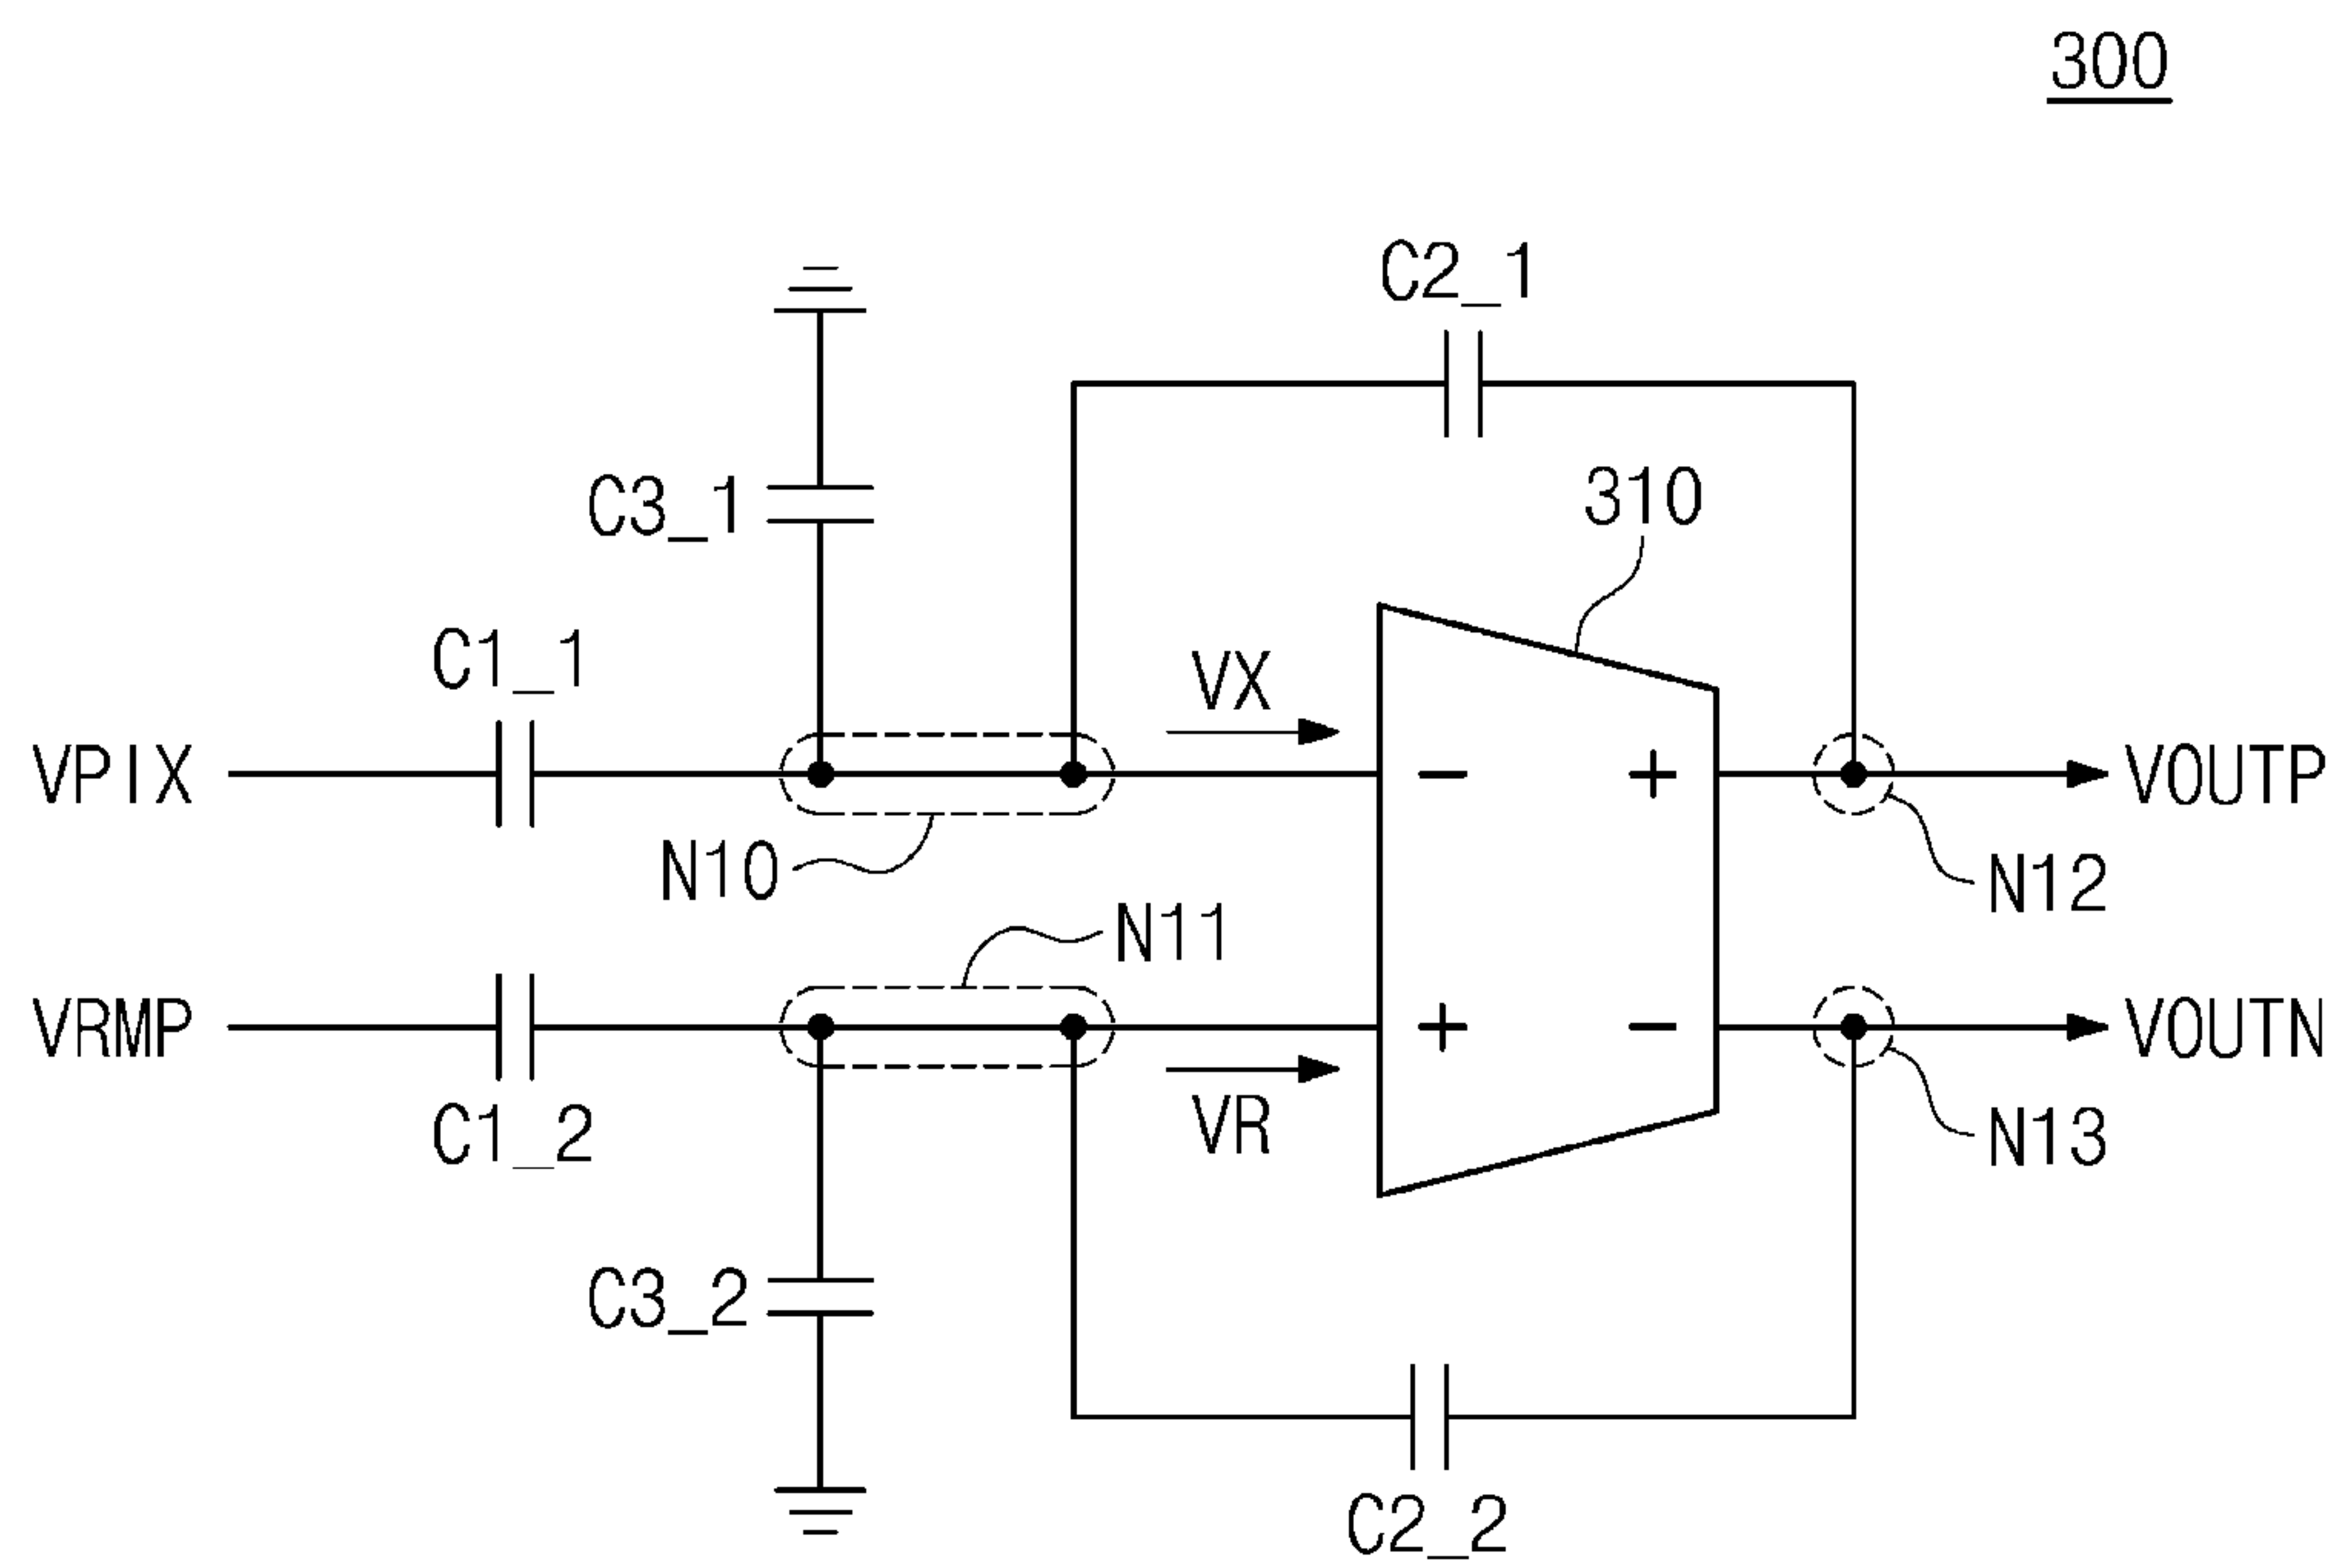 300
C2_1
C3_1
310
C1_1
VX
VPIX
- +
VOUTP
N10
N12
N11
VRMP
+ -
VOUTN
C1_2
VR
N13
C3_2
C2_2